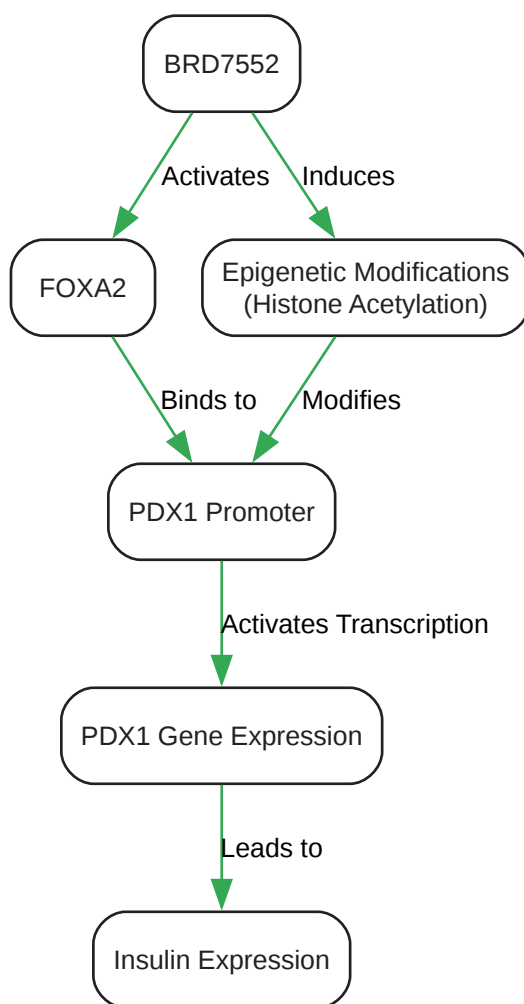 BRD7552
Activates
Induces
FOXA2
Epigenetic Modifications
(Histone Acetylation)
Binds to
Modifies
PDX1 Promoter
Activates Transcription
PDX1 Gene Expression
Leads to
Insulin Expression